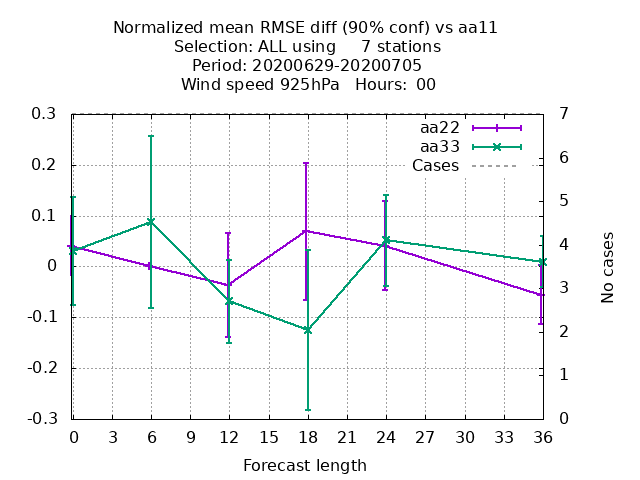 Normalized mean RMSE diff (90% conf) vs aa11
Selection: ALL using     7 stations
Period: 20200629-20200705
Wind speed 925hPa   Hours:  00
0.3
0.2
0.1
0
-0.1
-0.2
-0.3
7
6
5
4
3
2
1
0
aa22
aa33
Cases
No cases
0 3 6 9 12 15 18 21 24 27 30 33 36
Forecast length